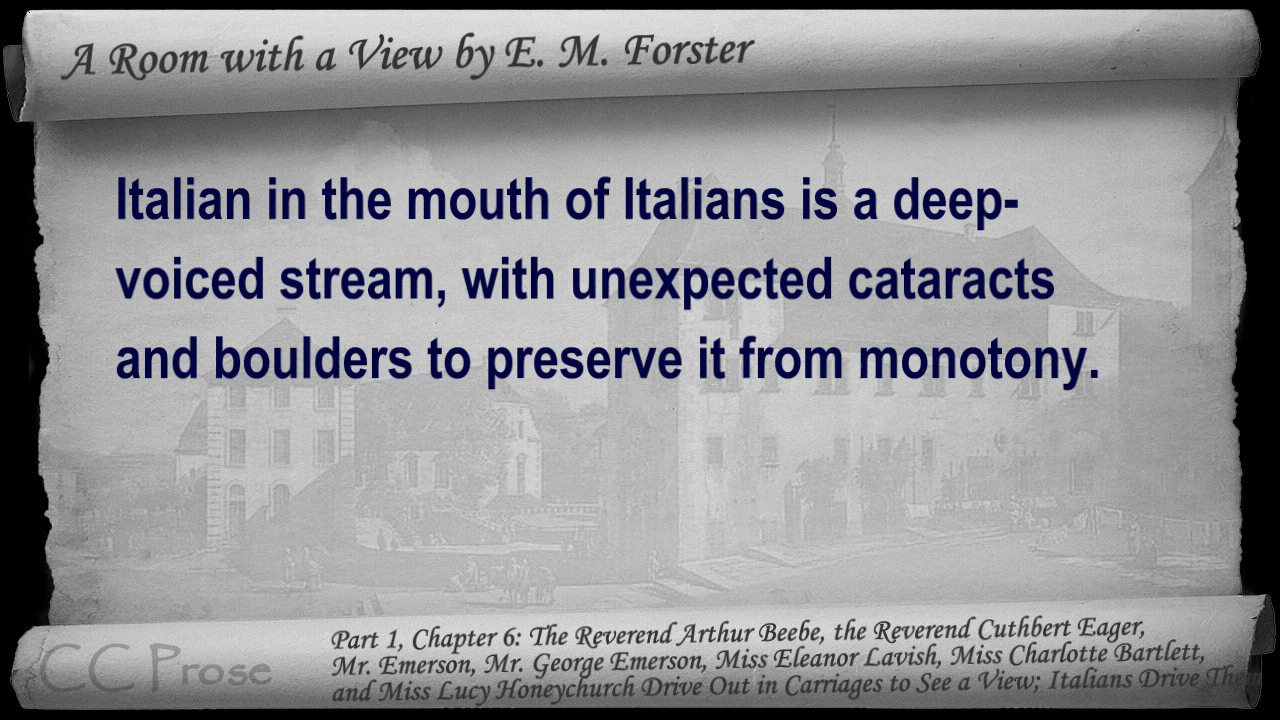 A Room with a View by E. M. Forster
Italian in the mouth of Italians is a deep-
voiced stream, with unexpected cataracts
and boulders to preserve it from monotony.
CC Prose
Part 1, Chapter 6: The Reverend Arthur Beebe, the Reverend Cuthbert Eager,
Mr. Emerson, Mr. George Emerson, Miss Eleanor Lavish, Miss Charlotte Bartlett,
and Miss Lucy Honeychurch Drive Out in Carriages to See a View; Italians Drive